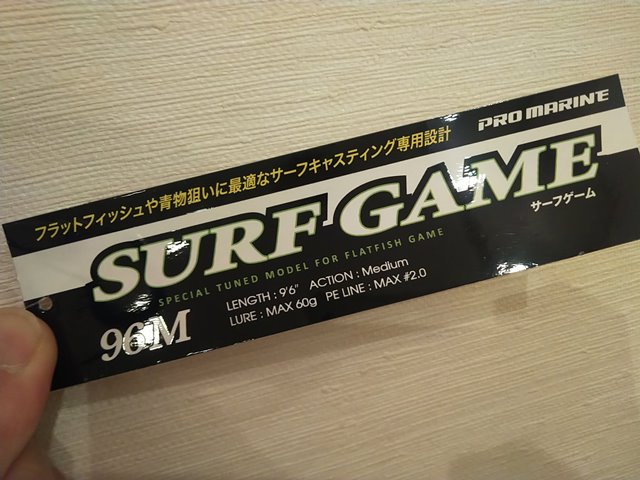 PRO MARINE
フラットフィッシュや青物狙いに最適なサーフキャスティング専用設計
SURF GAME
サーフゲーム
SPECIAL TUNED MODEL FOR FLATFISH GAME
96M
LENGTH : 9'6" ACTION : Medium
LURE : MAX 60g PE LINE : MAX #2.0